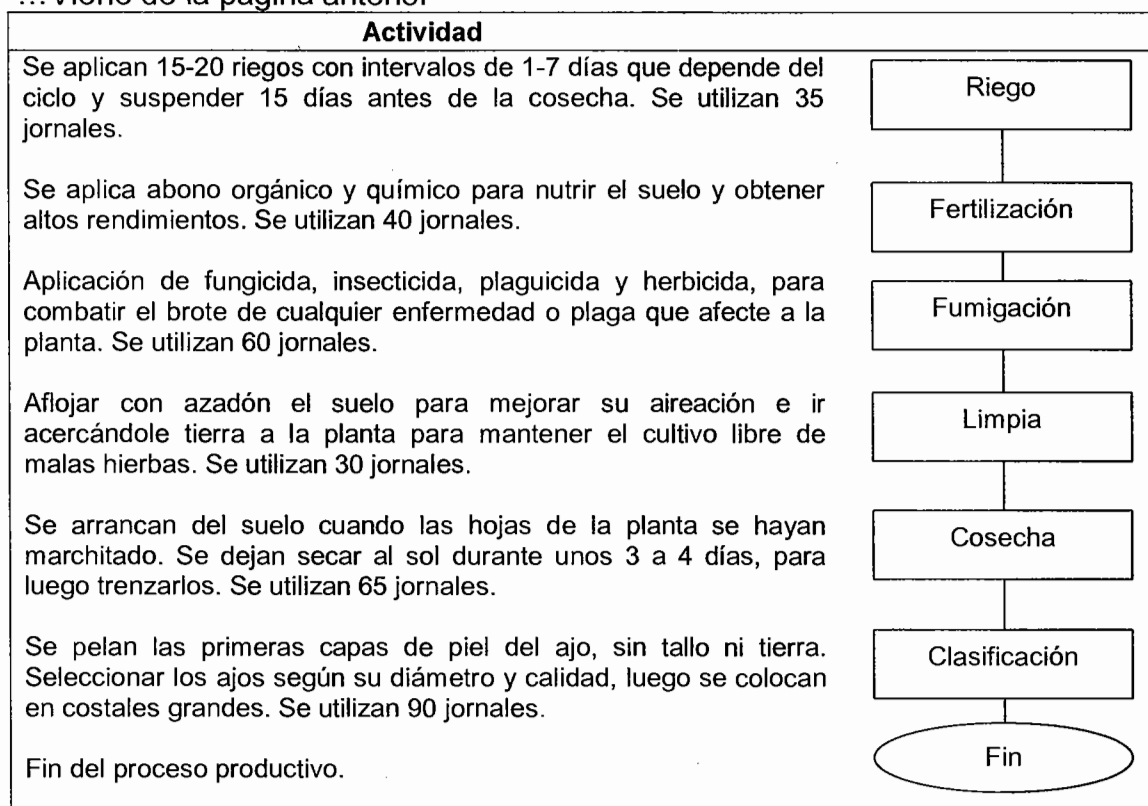 ...Viene de la página anterior
Actividad
Se aplican 15-20 riegos con intervalos de 1-7 días que depende del
ciclo y suspender 15 días antes de la cosecha. Se utilizan 35
jornales.
Riego
Se aplica abono orgánico y químico para nutrir el suelo y obtener
altos rendimientos. Se utilizan 40 jornales.
Fertilización
Aplicación de fungicida, insecticida, plaguicida y herbicida, para
combatir el brote de cualquier enfermedad o plaga que afecte a la
planta. Se utilizan 60 jornales.
Fumigación
Aflojar con azadón el suelo para mejorar su aireación e ir
acercándole tierra a la planta para mantener el cultivo libre de
malas hierbas. Se utilizan 30 jornales.
Limpia
Se arrancan del suelo cuando las hojas de la planta se hayan
marchitado. Se dejan secar al sol durante unos 3 a 4 días, para
luego trenzarlos. Se utilizan 65 jornales.
Cosecha
Se pelan las primeras capas de piel del ajo, sin tallo ni tierra.
Seleccionar los ajos según su diámetro y calidad, luego se colocan
en costales grandes. Se utilizan 90 jornales.
Clasificación
Fin del proceso productivo.
Fin